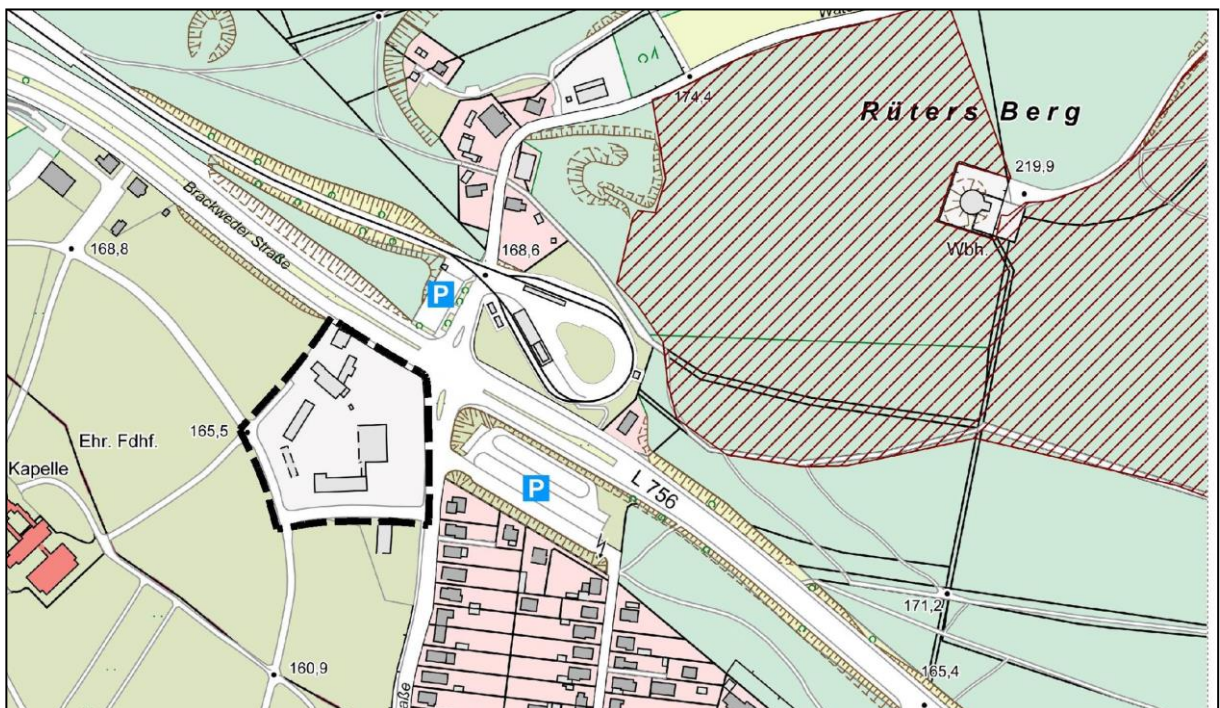 174,4
Rüters Berg
219,9
Wbh.
Brackweder Straße
168,8
168,6
P
165,5
Ehr. Fdhf.
Kapelle
P
L 756
171,2
165,4
160,9